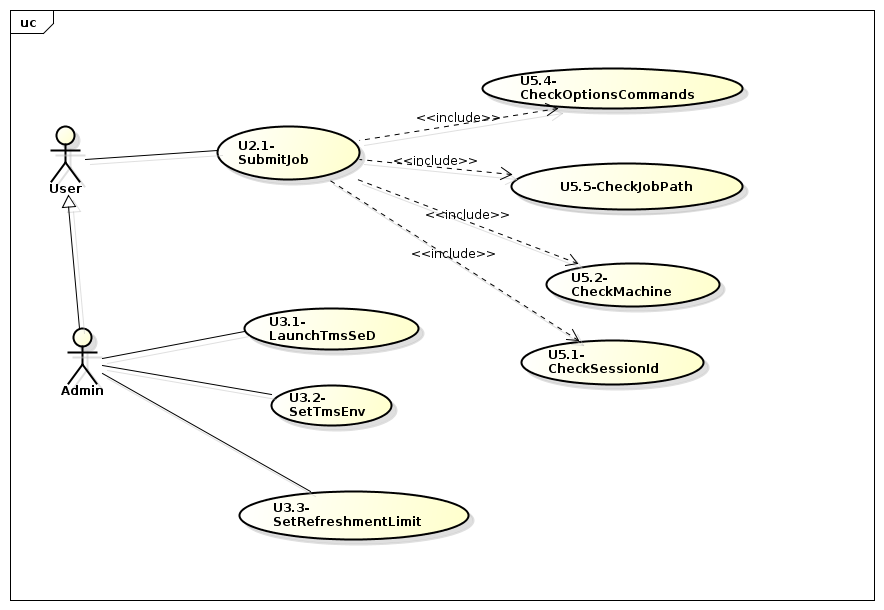 uc
U5.4-
CheckOptionsCommands
<<include>>
U2.1-
SubmitJob
<<include>>
U5.5-CheckJobPath
User
<<include>>
<<include>>
U5.2-
CheckMachine
U3.1-
LaunchTmsSeD
U5.1-
CheckSessionId
Admin
U3.2-
SetTmsEnv
U3.3-
SetRefreshmentLimit